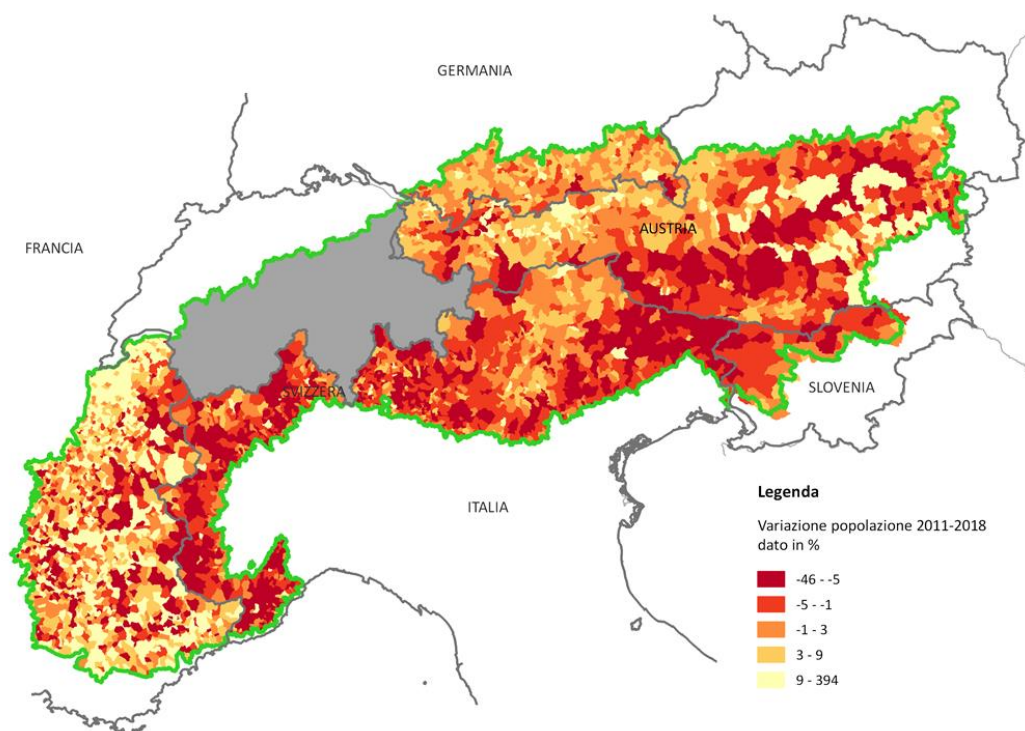 GERMANIA
FRANCIA
AUSTRIA
SVIZZERA
SLOVENIA
ITALIA
Legenda
Variazione popolazione 2011-2018
dato in %
-46 - -5
-5 - -1
-1 - 3
3 - 9
9 - 394